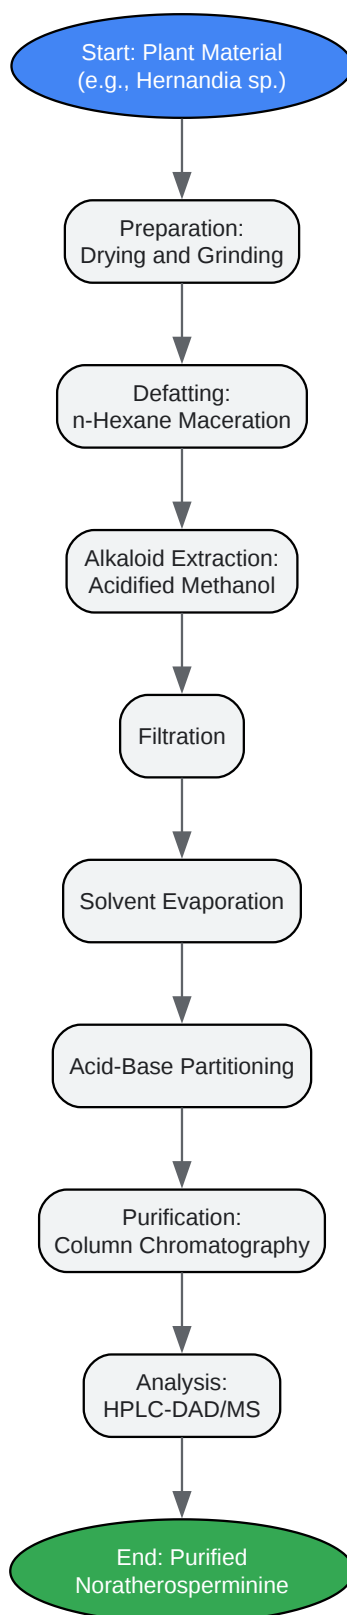 Start: Plant Material
(e.g., Hernandia sp.)
Preparation:
Drying and Grinding
Defatting:
n-Hexane Maceration
Alkaloid Extraction:
Acidified Methanol
Filtration
Solvent Evaporation
Acid-Base Partitioning
Purification:
Column Chromatography
Analysis:
HPLC-DAD/MS
End: Purified
Noratherosperminine